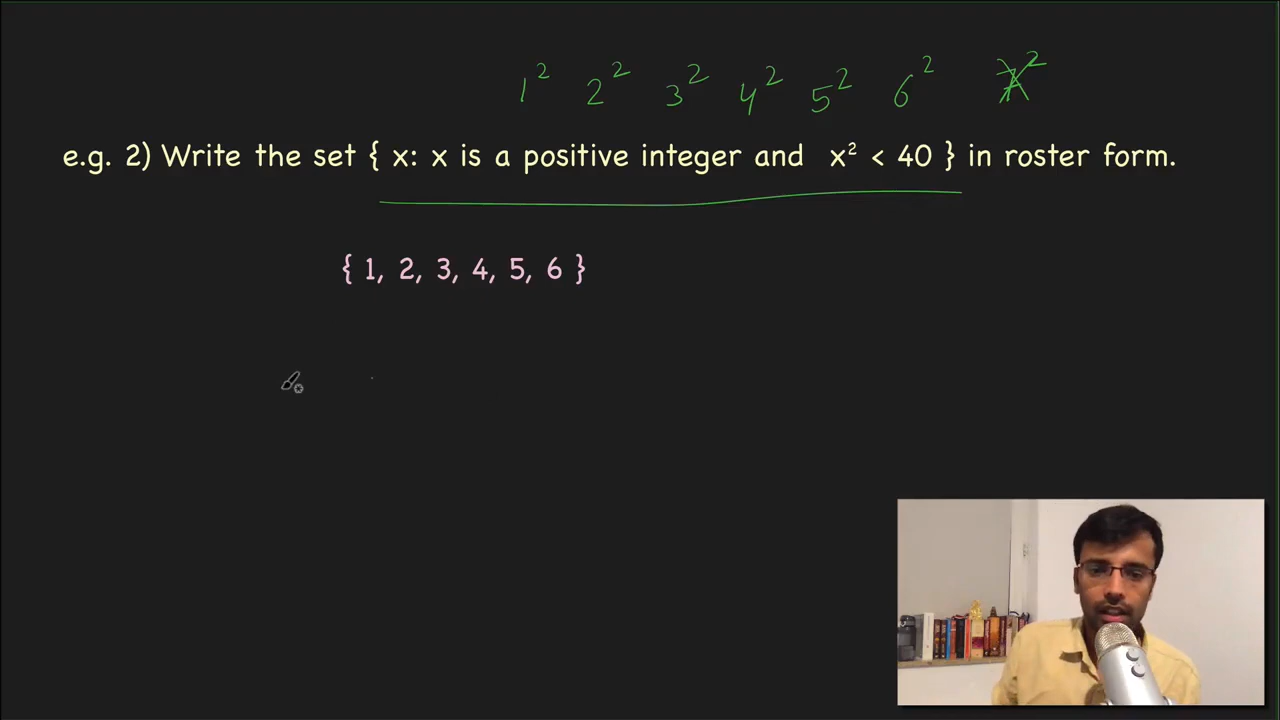 1² 2² 3² 4² 5² 6² 7²
e.g. 2) Write the set { x: x is a positive integer and x² < 40 } in roster form.
{ 1, 2, 3, 4, 5, 6 }